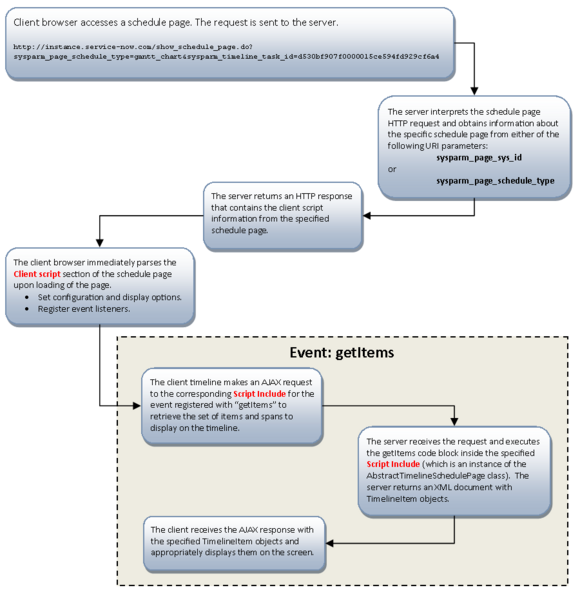 Client browser accesses a schedule page. The request is sent to the server.
http://instance.service-now.com/show_schedule_page.do?
sysparm_page_schedule_type=gantt_chart&sysparm_timeline_task_id=d530bf907f0000015ce594fd929cf6a4
The server interprets the schedule page
HTTP request and obtains information about
the specific schedule page from either of the
following URI parameters:
sysparm_page_sys_id
or
sysparm_page_schedule_type
The server returns an HTTP response
that contains the client script
information from the specified
schedule page.
The client browser immediately parses the
Client script section of the schedule page
upon loading of the page.
• Set configuration and display options.
• Register event listeners.
Event: getItems
The client timeline makes an AJAX request
to the corresponding Script Include for the
event registered with "getItems" to
retrieve the set of items and spans to
display on the timeline.
The server receives the request and executes
the getItems code block inside the specified
Script Include (which is an instance of the
AbstractTimelineSchedulePage class). The
server returns an XML document with
TimelineItem objects.
The client receives the AJAX response with
the specified TimelineItem objects and
appropriately displays them on the screen.